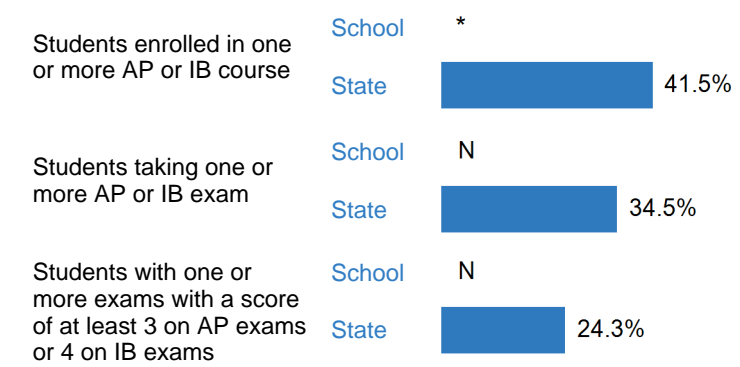 Students enrolled in one
or more AP or IB course
School *
State 41.5%
Students taking one or
more AP or IB exam
School N
State 34.5%
Students with one or
more exams with a score
of at least 3 on AP exams
or 4 on IB exams
School N
State 24.3%